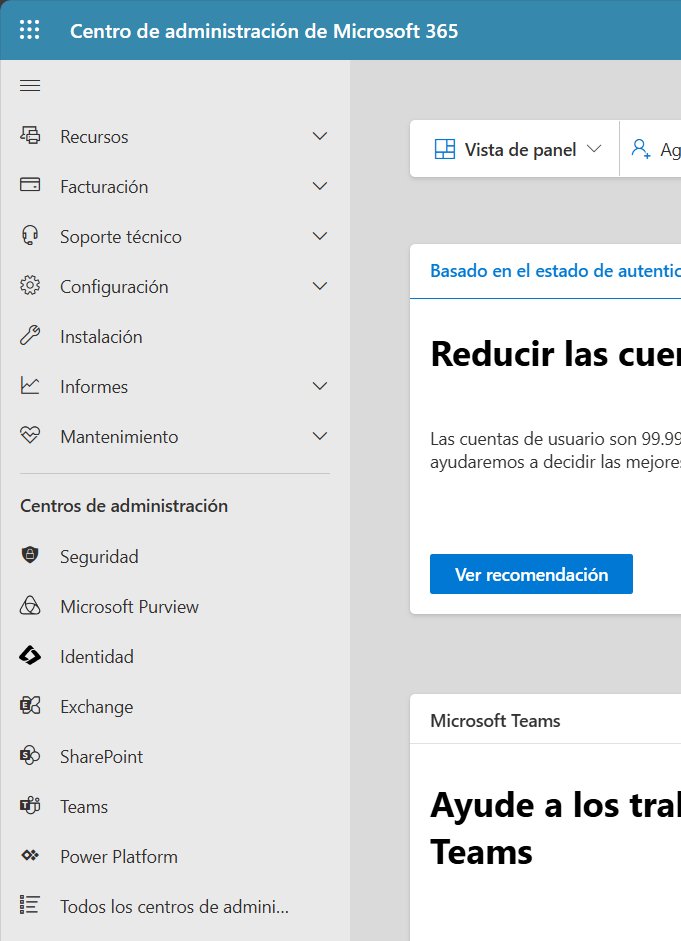 Centro de administración de Microsoft 365
Recursos
Facturación
Soporte técnico
Configuración
Instalación
Informes
Mantenimiento
Centros de administración
Seguridad
Microsoft Purview
Identidad
Exchange
SharePoint
Teams
Power Platform
Todos los centros de admini...
Vista de panel
Ag
Basado en el estado de autentic
Reducir las cue
Las cuentas de usuario son 99.99
ayudaremos a decidir las mejore
Ver recomendación
Microsoft Teams
Ayude a los tra
Teams